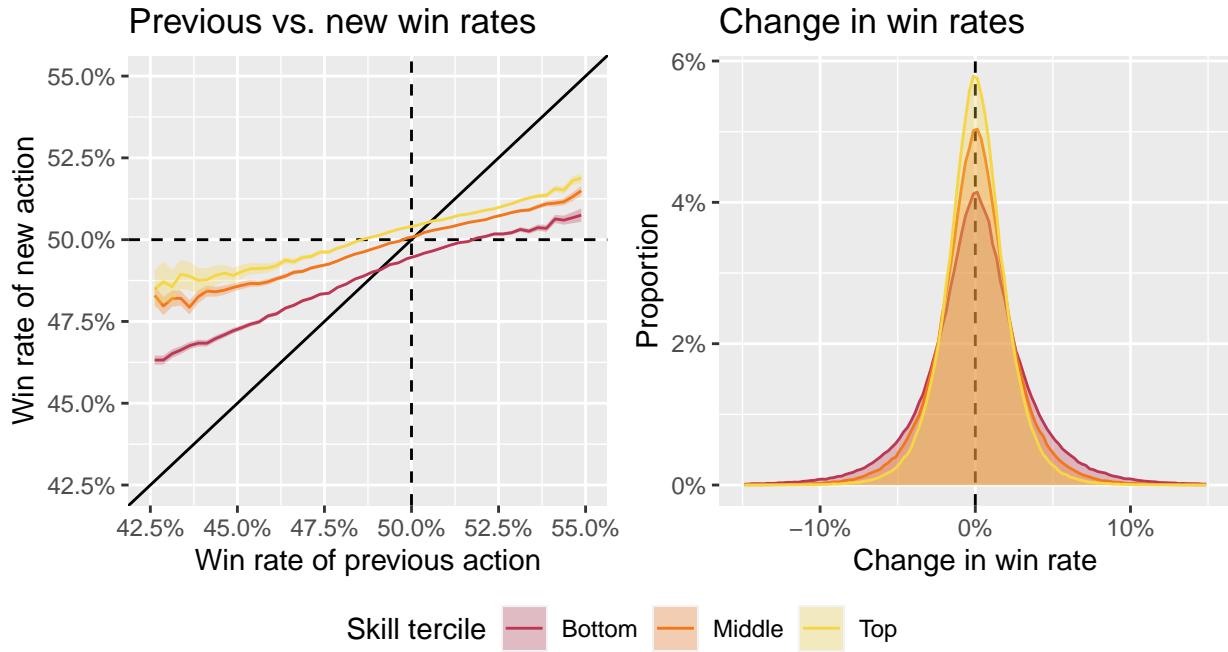 Previous vs. new win rates
Change in win rates
Win rate of new action
55.0%
52.5%
50.0%
47.5%
45.0%
42.5%
42.5% 45.0% 47.5% 50.0% 52.5% 55.0%
Win rate of previous action
Proportion
6%
4%
2%
0%
−10% 0% 10%
Change in win rate
Skill tercile Bottom Middle Top